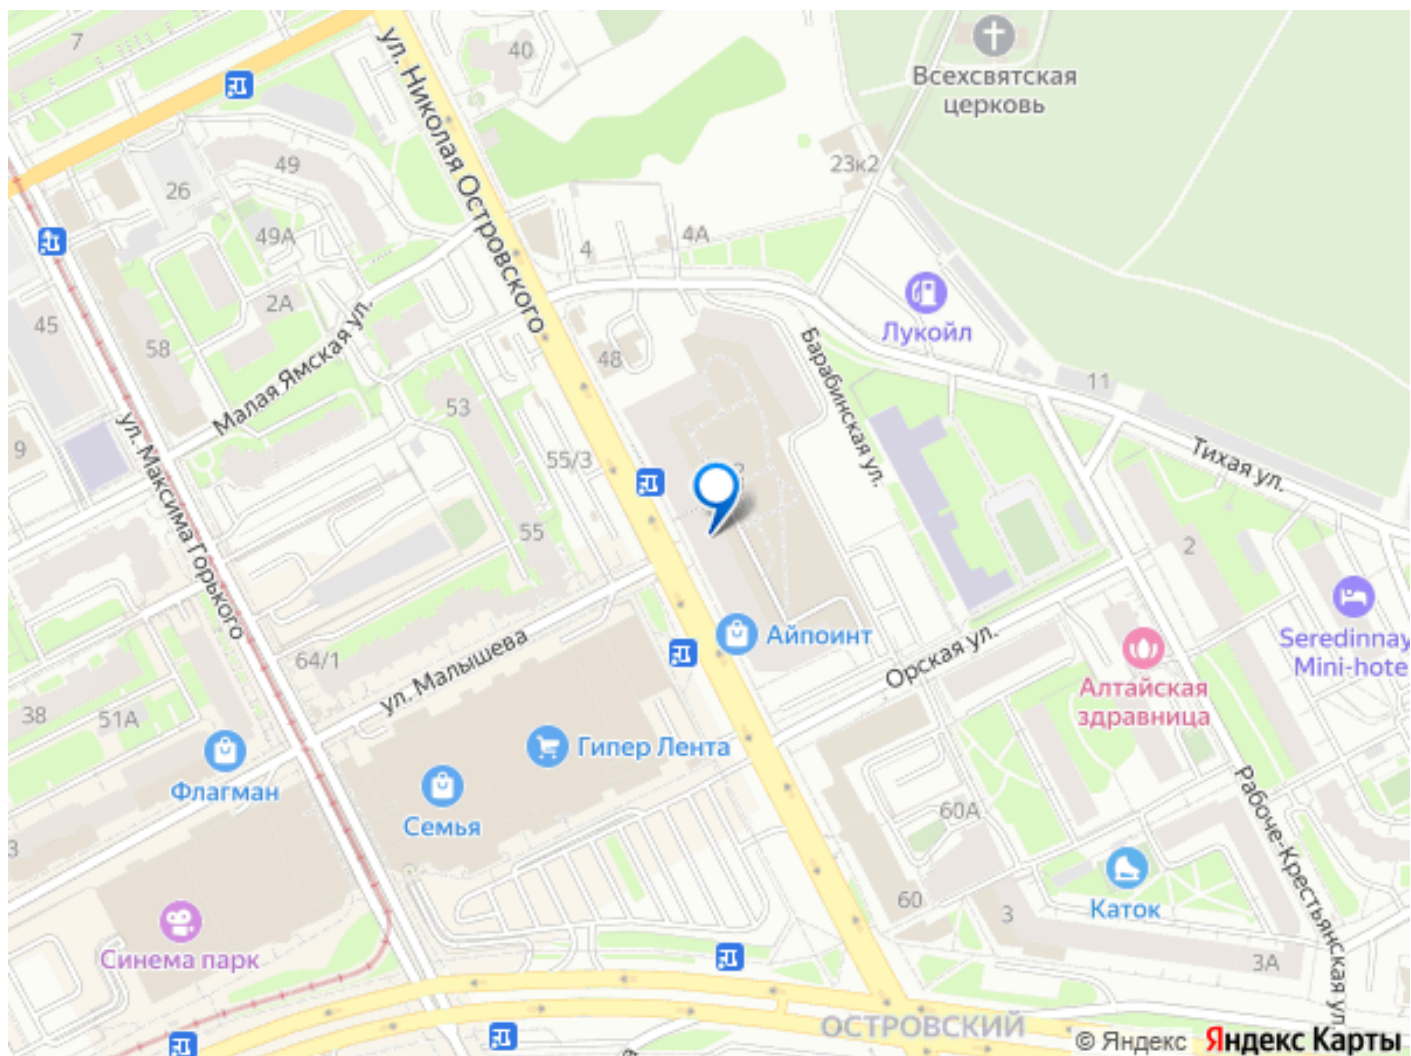 7
40
Всехсвятская
церковь
ул. Николая Островского
23к2
49
26
49А
4
4А
2А
Лукойл
45
58
Малая Ямская ул.
48
Барабинская ул.
11
53
9
ул. Максима Горького
55/3
Тихая ул.
55
2
Айпоинт
Seredinnay
Mini-hote
ул. Малышева
Орская ул.
64/1
Алтайская
здравница
38
51А
Гипер Лента
Флагман
Семья
Рабоче-Крестьянская ул.
60А
3
60
3
Каток
Синема парк
3А
ОСТРОВСКИЙ
© Яндекс Яндекс Карты